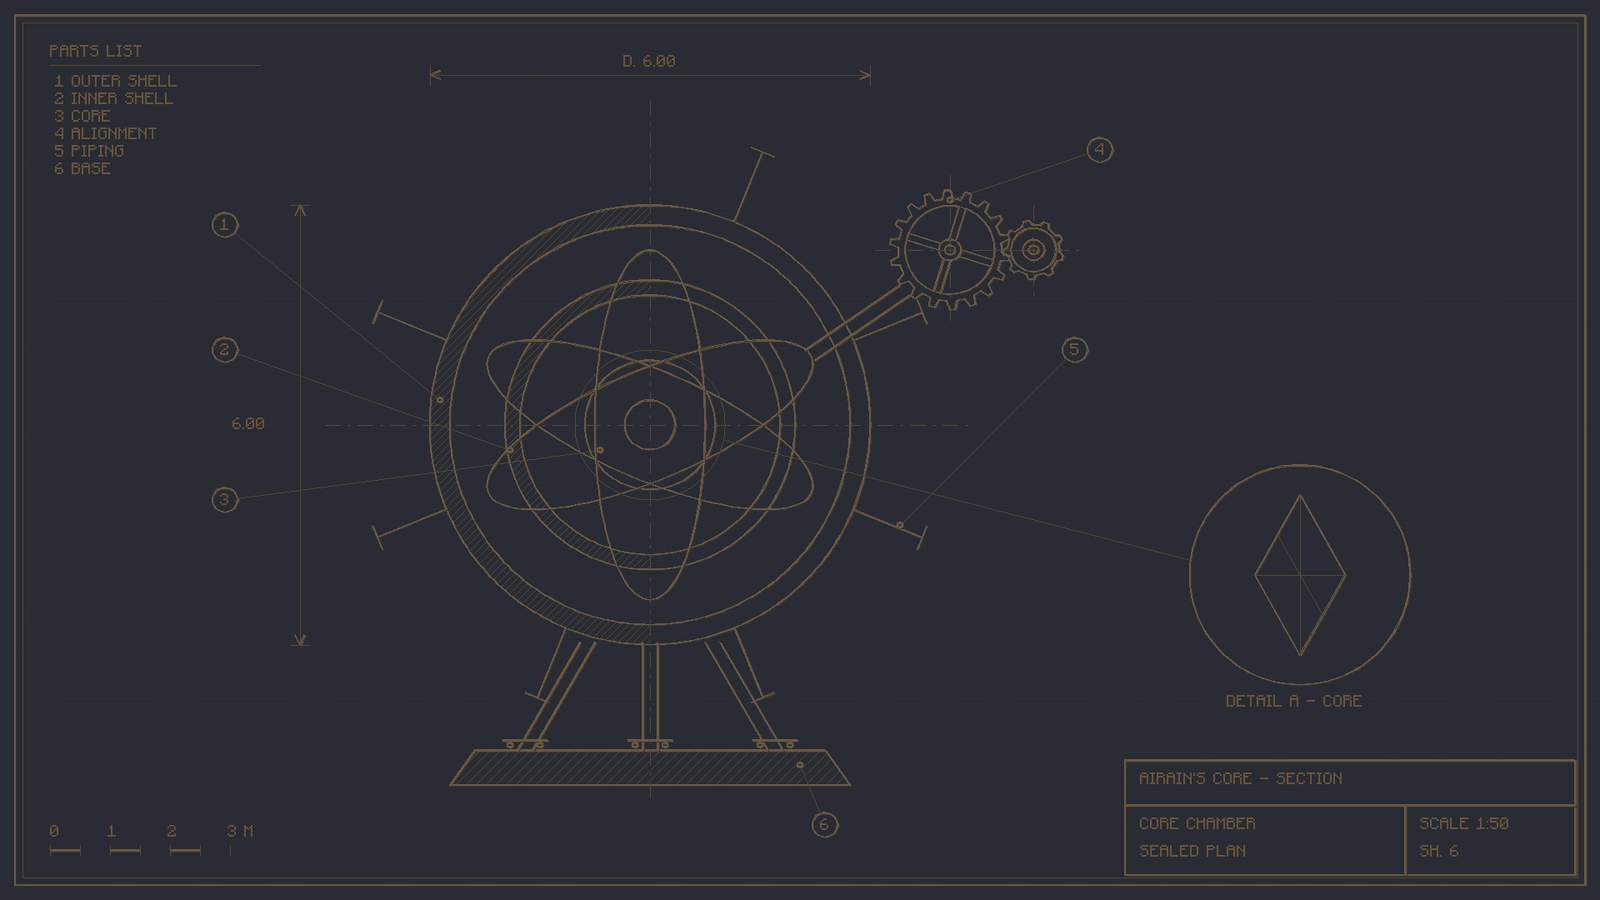 PARTS LIST
1 OUTER SHELL
2 INNER SHELL
3 CORE
4 ALIGNMENT
5 PIPING
6 BASE
D. 6.00
4
1
2
5
6.00
3
DETAIL A - CORE
6
0 1 2 3 M
AIRAIN'S CORE - SECTION
CORE CHAMBER
SEALED PLAN
SCALE 1:50
SH. 6